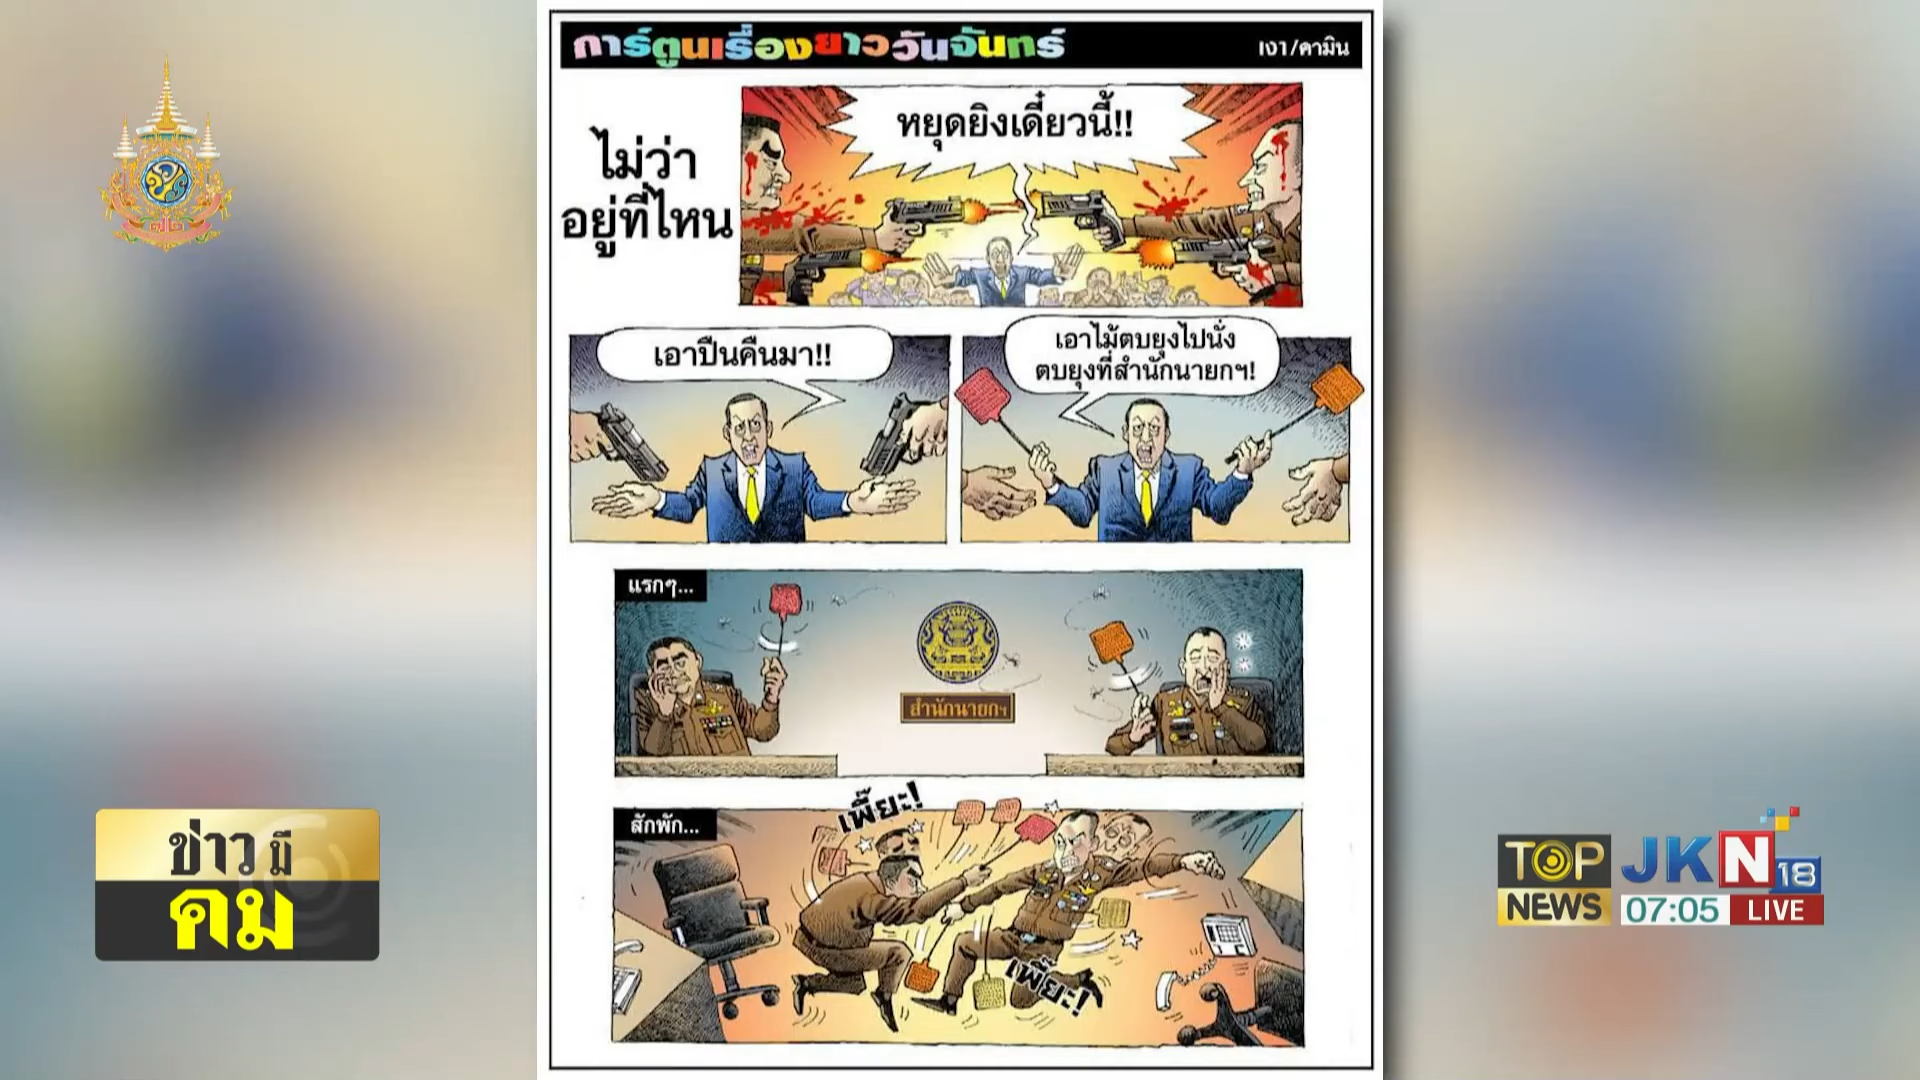 การ์ตูนเรื่องยาววันจันทร์
เงา/คามิน
ไม่ว่า
อยู่ที่ไหน
หยุดยิงเดี๋ยวนี้!!
เอาปืนคืนมา!!
เอาไม้ตบยุงไปนั่ง
ตบยุงที่สำนักนายกฯ!
แรกๆ...
สำนักนายกฯ
สักพัก...
เพี๊ยะ!
เพี๊ยะ!
ข่าวมี
คม
TOP
NEWS
JKN18
07:05
LIVE
๗๒